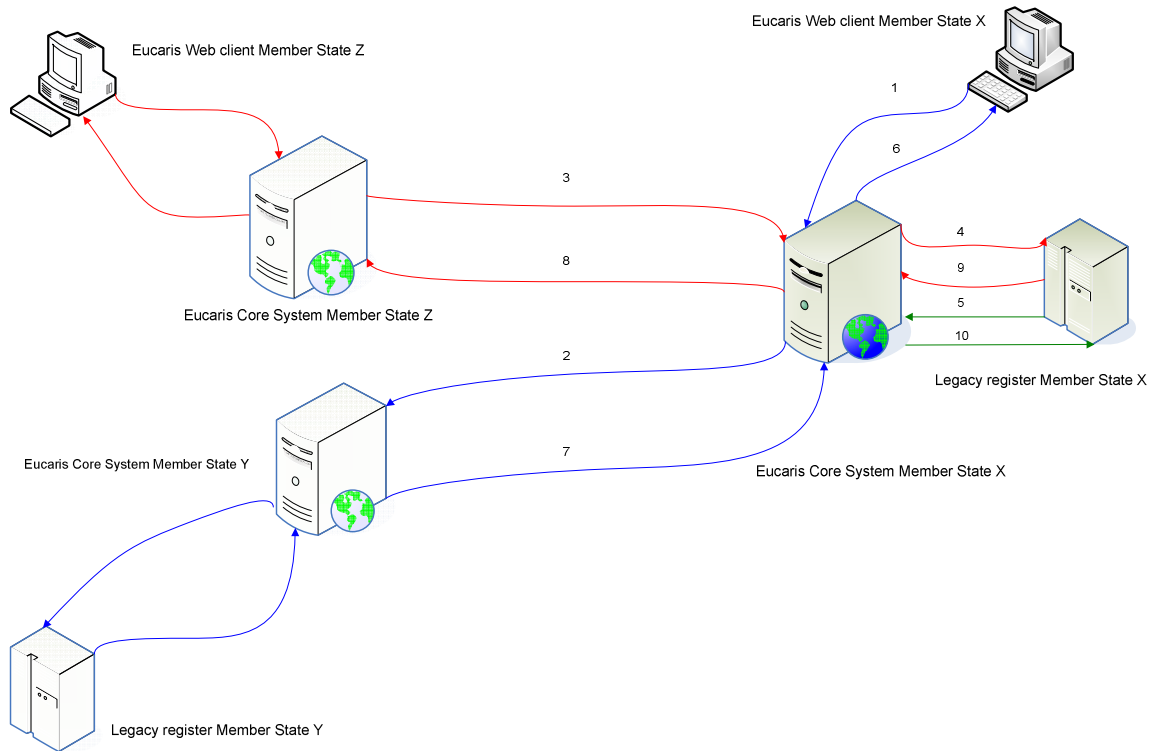 Eucaris Web client Member State X
Eucaris Web client Member State Z
1
6
3
4
8
9
5
10
Eucaris Core System Member State Z
2
Legacy register Member State X
7
Eucaris Core System Member State Y
Eucaris Core System Member State X
Legacy register Member State Y